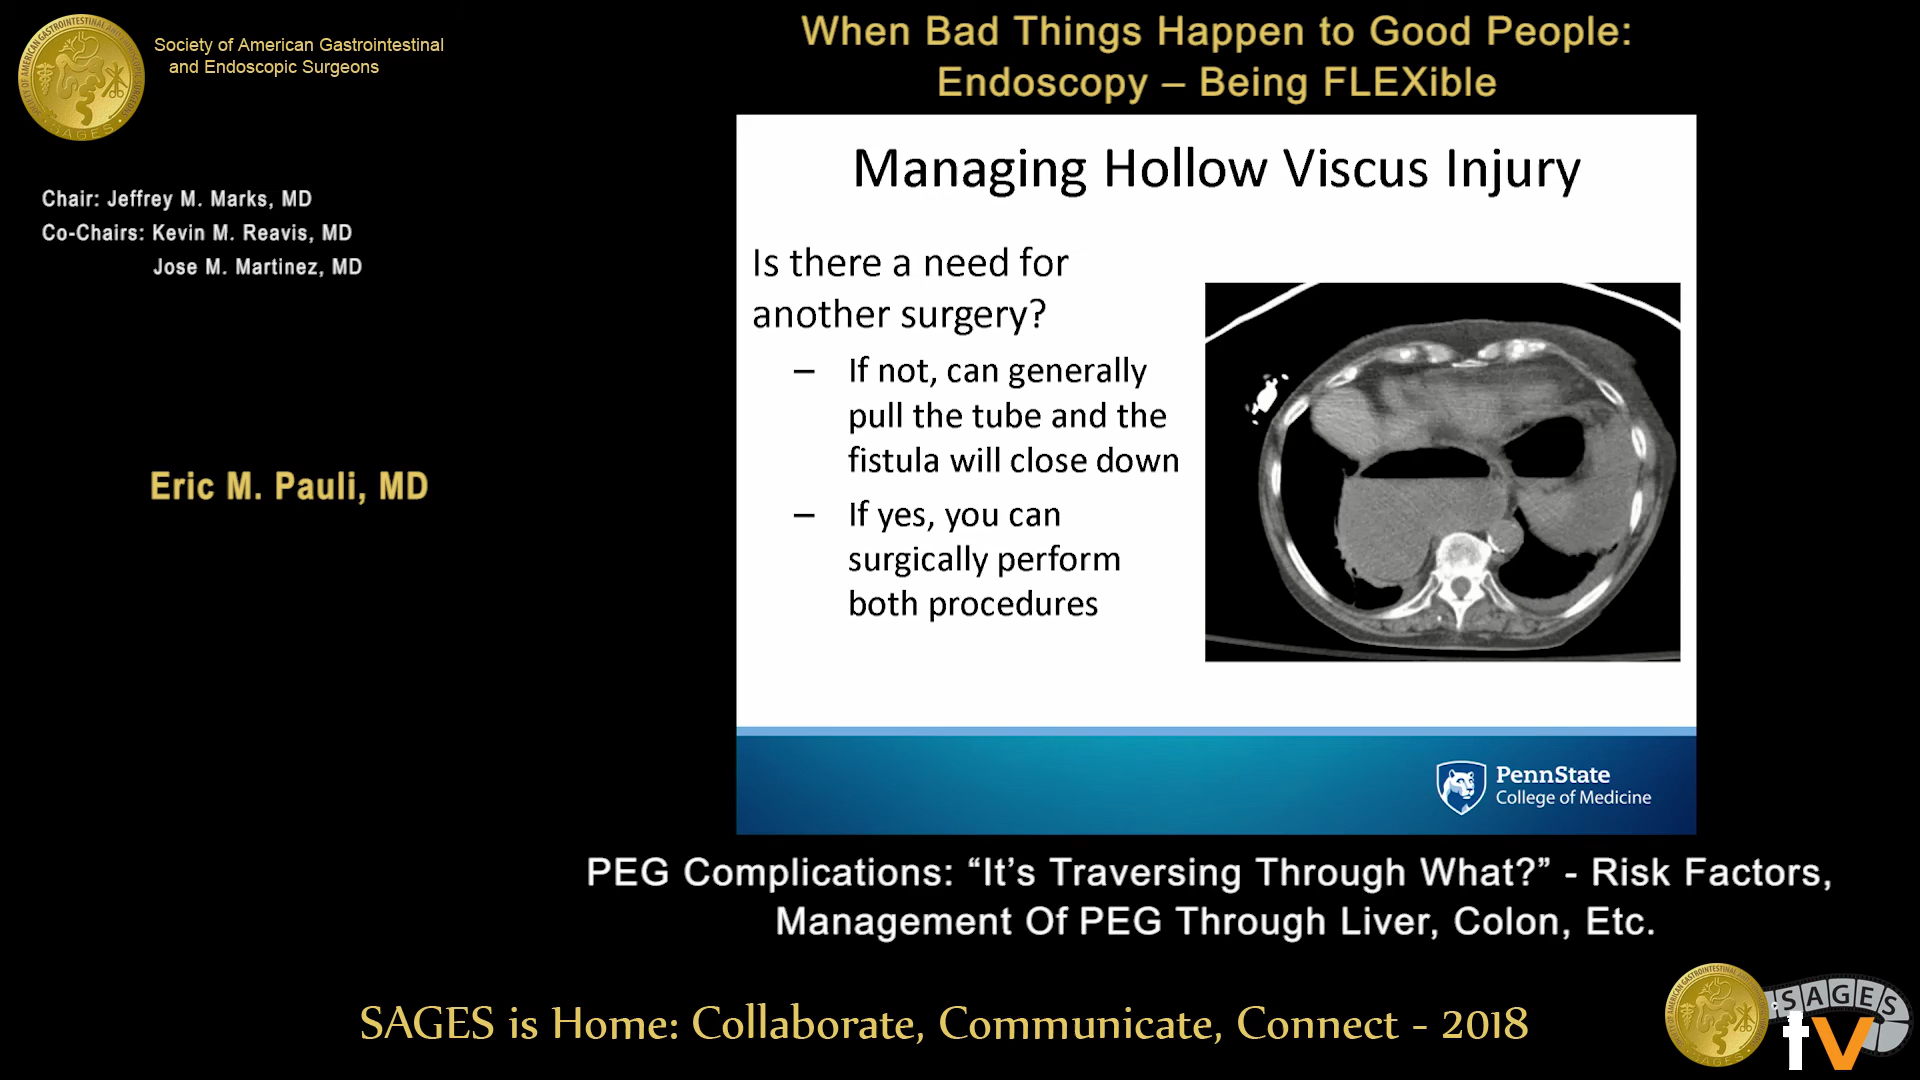 Society of American Gastrointestinal
and Endoscopic Surgeons
When Bad Things Happen to Good People:
Endoscopy – Being FLEXible
Chair: Jeffrey M. Marks, MD
Co-Chairs: Kevin M. Reavis, MD
Jose M. Martinez, MD
Eric M. Pauli, MD
Managing Hollow Viscus Injury
Is there a need for
another surgery?
– If not, can generally
pull the tube and the
fistula will close down
– If yes, you can
surgically perform
both procedures
PennState
College of Medicine
PEG Complications: “It’s Traversing Through What?” - Risk Factors,
Management Of PEG Through Liver, Colon, Etc.
SAGES is Home: Collaborate, Communicate, Connect - 2018
SAGES
tv